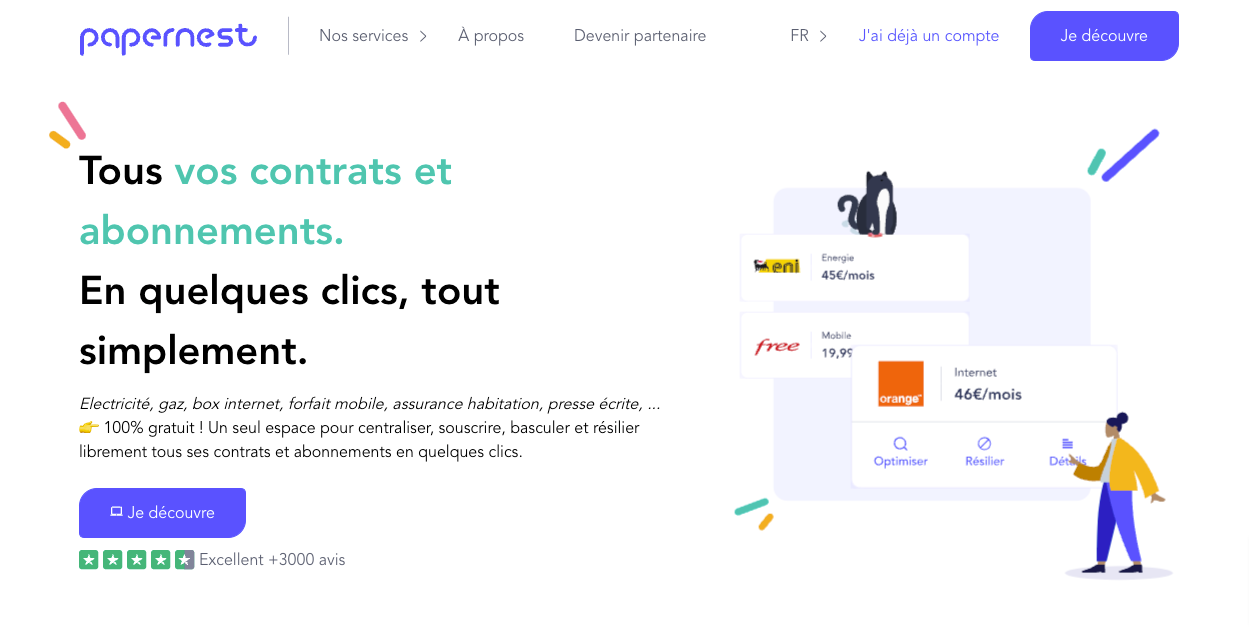 papernest
Nos services
À propos
Devenir partenaire
FR
J'ai déjà un compte
Je découvre
Tous vos contrats et
abonnements.
En quelques clics, tout
simplement.
Electricité, gaz, box internet, forfait mobile, assurance habitation, presse écrite, ...
👉 100% gratuit ! Un seul espace pour centraliser, souscrire, basculer et résilier
librement tous ses contrats et abonnements en quelques clics.
Je découvre
Excellent +3000 avis
eni
Energie
45€/mois
free
Mobile
19,99
orange™
Internet
46€/mois
Optimiser
Résilier
Détails